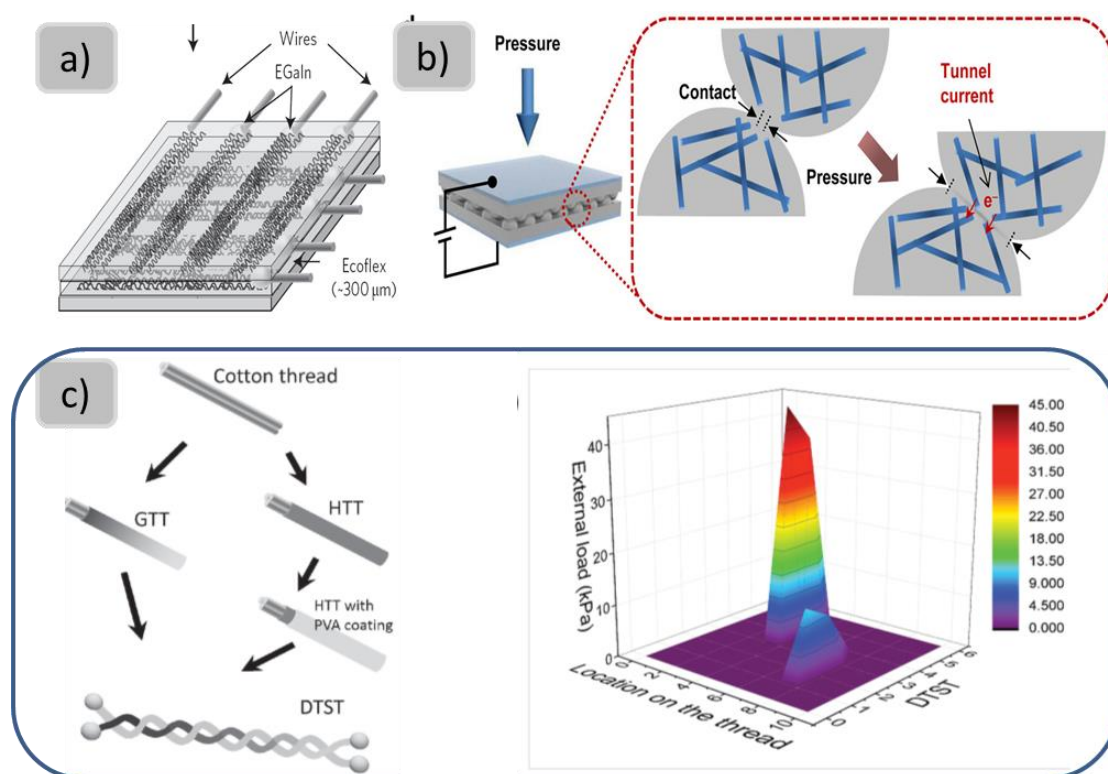 a)
Wires
EGaIn
Ecoflex
(~300 μm)
b)
Pressure
Contact
Tunnel
current
Pressure
e⁻
c)
Cotton thread
GTT
HTT
HTT with
PVA coating
DTST
External load (kPa)
40
30
20
10
0
Location on the thread
0
2
4
6
8
10
DTST
0
1
2
3
4
5
6
45.00
40.50
36.00
31.50
27.00
22.50
18.00
13.50
9.000
4.500
0.000